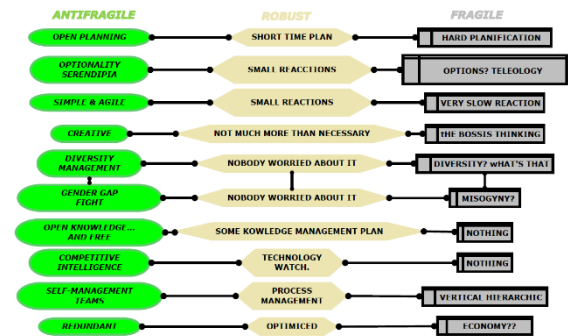 ANTIFRAGILE ROBUST FRAGILE
OPEN PLANNING SHORT TIME PLAN HARD PLANIFICATION
OPTIONALITY
SERENDIPIA SMALL REACCTIONS OPTIONS? TELEOLOGY
SIMPLE & AGILE SMALL REACTIONS VERY SLOW REACTION
CREATIVE NOT MUCH MORE THAN NECESSARY tHE BOSSIS THINKING
DIVERSITY
MANAGEMENT NOBODY WORRIED ABOUT IT DIVERSITY? wHAT'S THAT
GENDER GAP
FIGHT NOBODY WORRIED ABOUT IT MISOGYNY?
OPEN KNOWLEDGE...
AND FREE SOME KOWLEDGE MANAGEMENT PLAN NOTHING
COMPETITIVE
INTELLIGENCE TECHNOLOGY
WATCH. NOTHING
SELF-MANAGEMENT
TEAMS PROCESS
MANAGEMENT VERTICAL HIERARCHIC
REDUNDANT OPTIMICED ECONOMY??